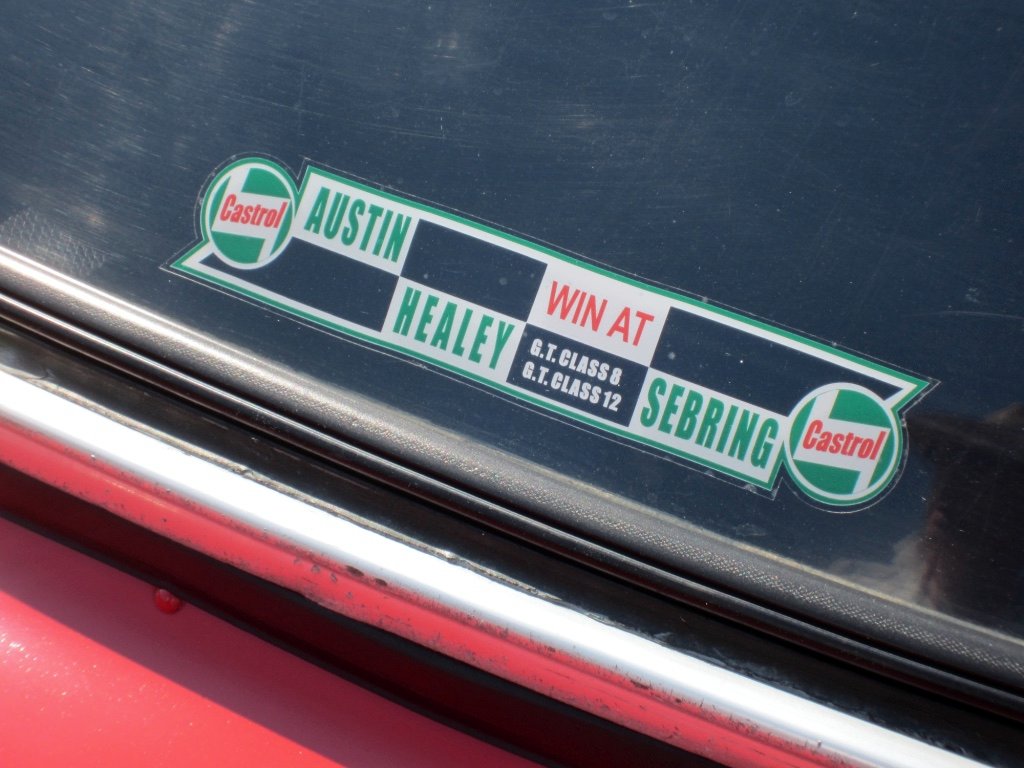 Castrol
AUSTIN
HEALEY
WIN AT
G.T. CLASS 8
G.T. CLASS 12
SEBRING
Castrol